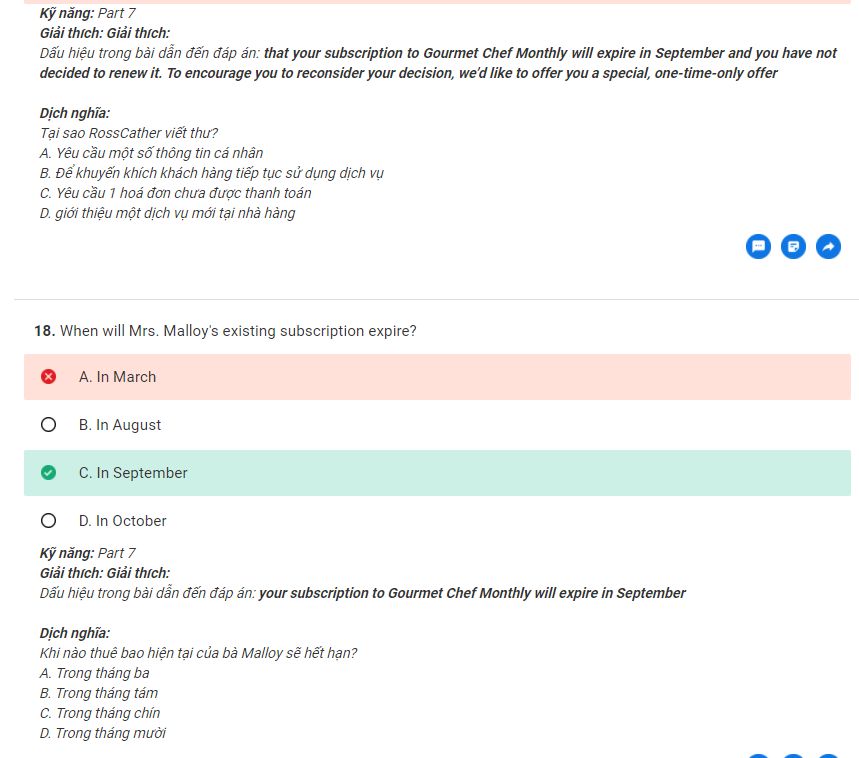 Kỹ năng: Part 7
Giải thích: Giải thích:
Dấu hiệu trong bài dẫn đến đáp án: that your subscription to Gourmet Chef Monthly will expire in September and you have not
decided to renew it. To encourage you to reconsider your decision, we'd like to offer you a special, one-time-only offer
Dịch nghĩa:
Tại sao RossCather viết thư?
A. Yêu cầu một số thông tin cá nhân
B. Để khuyến khích khách hàng tiếp tục sử dụng dịch vụ
C. Yêu cầu 1 hoá đơn chưa được thanh toán
D. giới thiệu một dịch vụ mới tại nhà hàng
18. When will Mrs. Malloy's existing subscription expire?
A. In March
B. In August
C. In September
D. In October
Kỹ năng: Part 7
Giải thích: Giải thích:
Dấu hiệu trong bài dẫn đến đáp án: your subscription to Gourmet Chef Monthly will expire in September
Dịch nghĩa:
Khi nào thuê bao hiện tại của bà Malloy sẽ hết hạn?
A. Trong tháng ba
B. Trong tháng tám
C. Trong tháng chín
D. Trong tháng mười